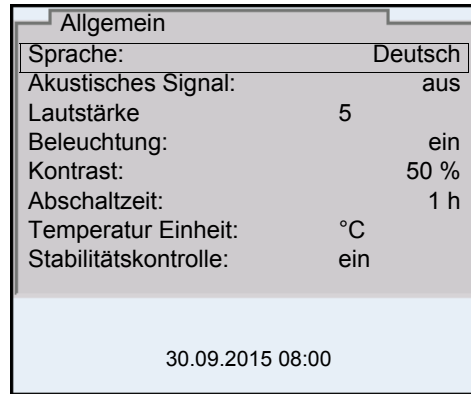 Allgemein
Sprache: Deutsch
Akustisches Signal: aus
Lautstärke 5
Beleuchtung: ein
Kontrast: 50 %
Abschaltzeit: 1 h
Temperatur Einheit: °C
Stabilitätskontrolle: ein
30.09.2015 08:00